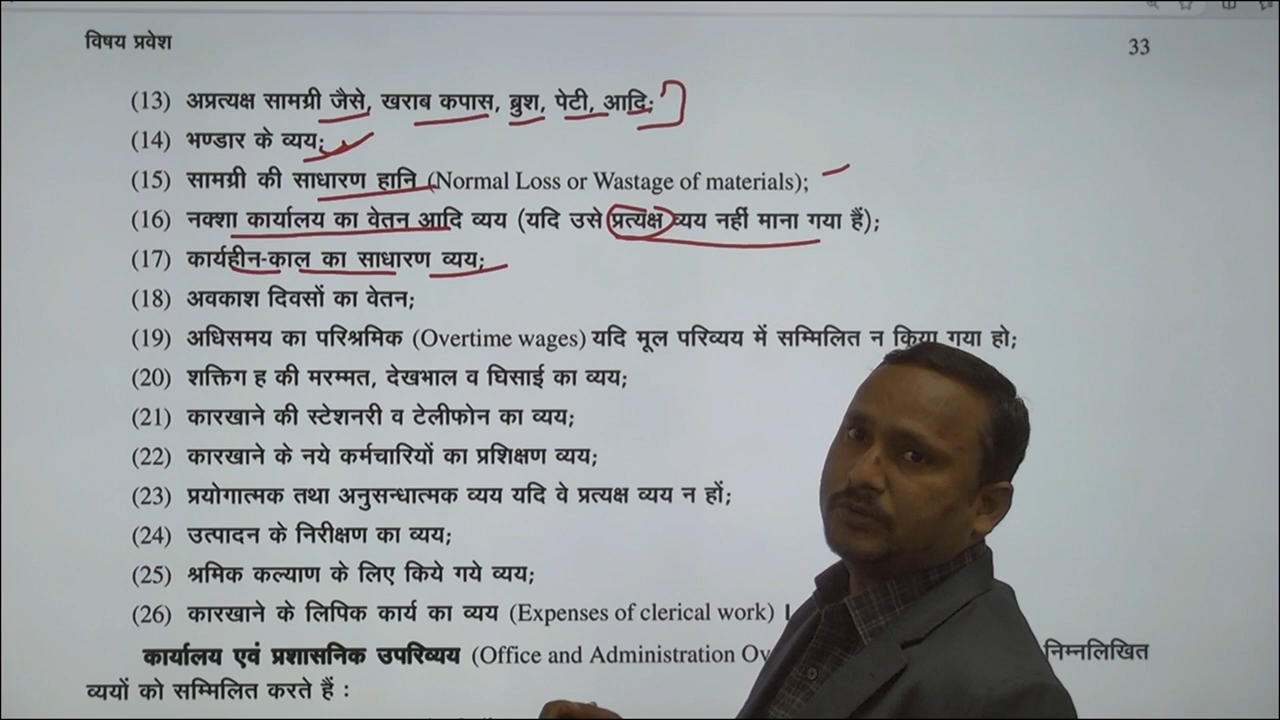 विषय प्रवेश 33
(13) अप्रत्यक्ष सामग्री जैसे, खराब कपास, ब्रुश, पेटी, आदि;
(14) भण्डार के व्यय;
(15) सामग्री की साधारण हानि (Normal Loss or Wastage of materials);
(16) नक्शा कार्यालय का वेतन आदि व्यय (यदि उसे प्रत्यक्ष व्यय नहीं माना गया हैं);
(17) कार्यहीन-काल का साधारण व्यय;
(18) अवकाश दिवसों का वेतन;
(19) अधिसमय का परिश्रमिक (Overtime wages) यदि मूल परिव्यय में सम्मिलित न किया गया हो;
(20) शक्तिग ह की मरम्मत, देखभाल व घिसाई का व्यय;
(21) कारखाने की स्टेशनरी व टेलीफोन का व्यय;
(22) कारखाने के नये कर्मचारियों का प्रशिक्षण व्यय;
(23) प्रयोगात्मक तथा अनुसन्धात्मक व्यय यदि वे प्रत्यक्ष व्यय न हों;
(24) उत्पादन के निरीक्षण का व्यय;
(25) श्रमिक कल्याण के लिए किये गये व्यय;
(26) कारखाने के लिपिक कार्य का व्यय (Expenses of clerical work) ।
कार्यालय एवं प्रशासनिक उपरिव्यय (Office and Administration निम्नलिखित
व्ययों को सम्मिलित करते हैं :